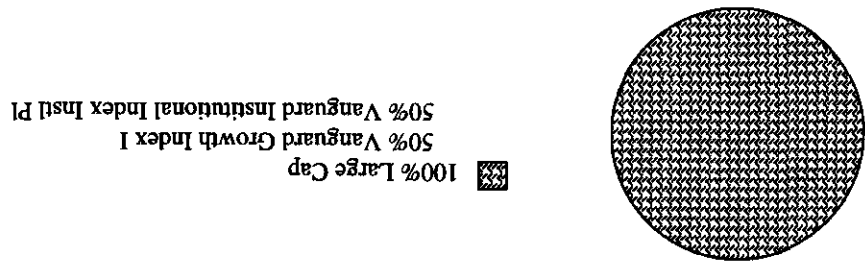 100% Large Cap
50% Vanguard Growth Index I
50% Vanguard Institutional Index Instl Pl